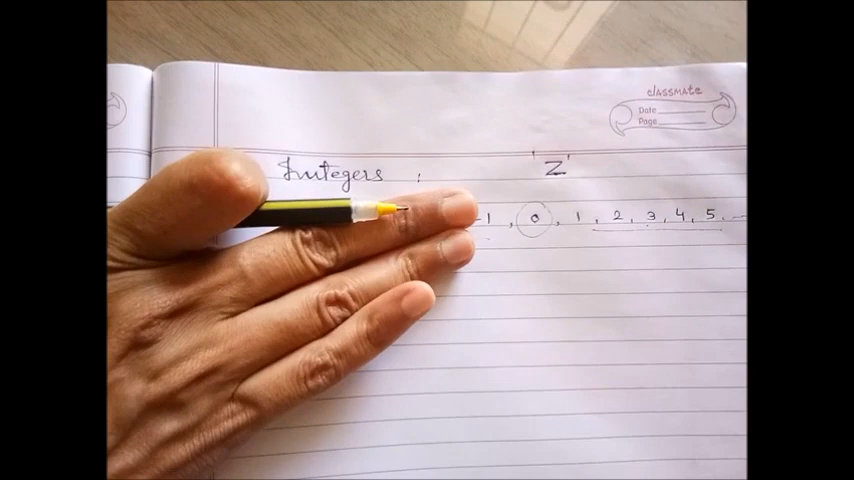 classmate
Date
Page
Integers : 'Z'
-1, 0, 1, 2, 3, 4, 5, ---